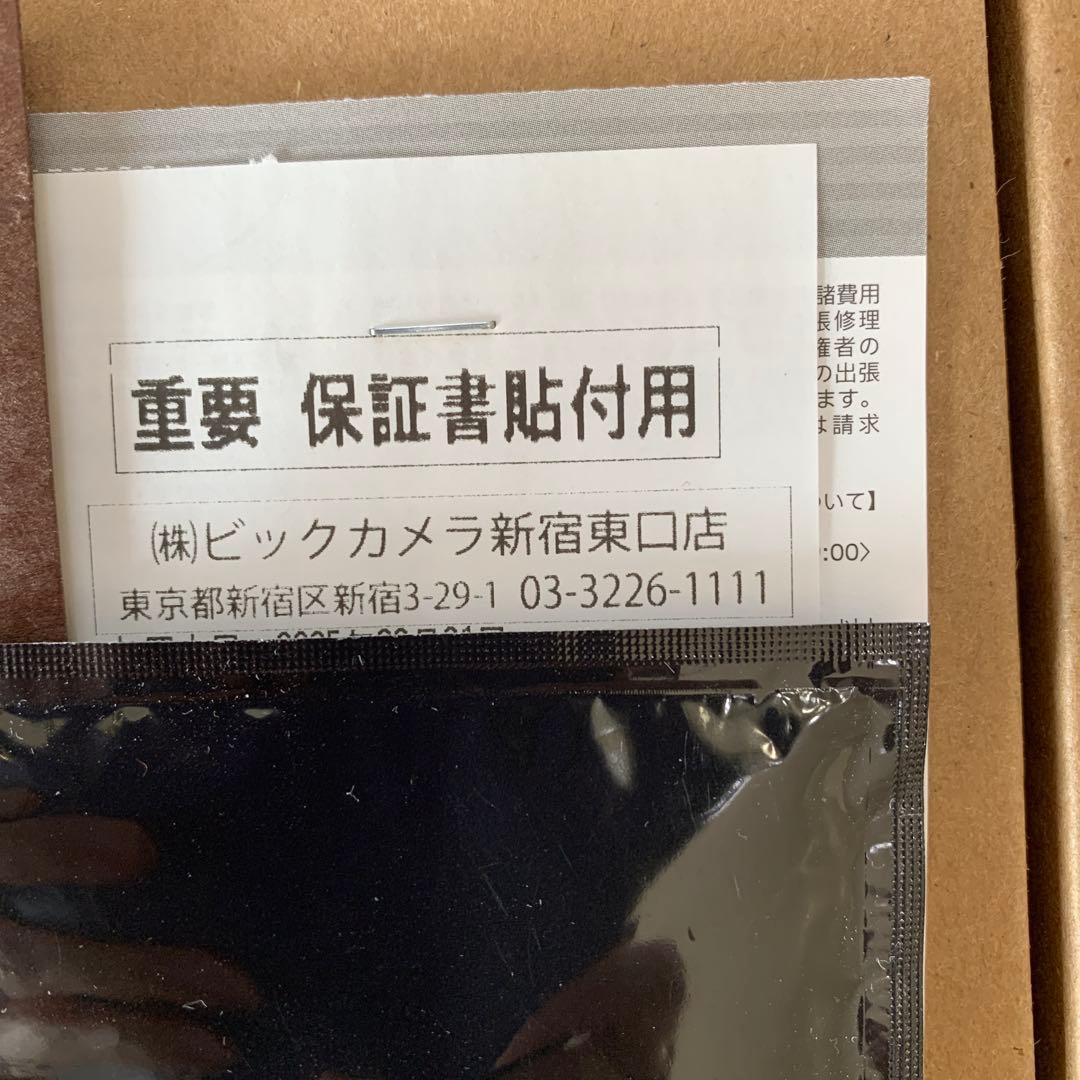 重要 保証書貼付用
(株)ビックカメラ新宿東口店
東京都新宿区新宿3-29-1 03-3226-1111
諸費用
張修理
権者の
の出張
ます。
は請求
ついて】
:00〉